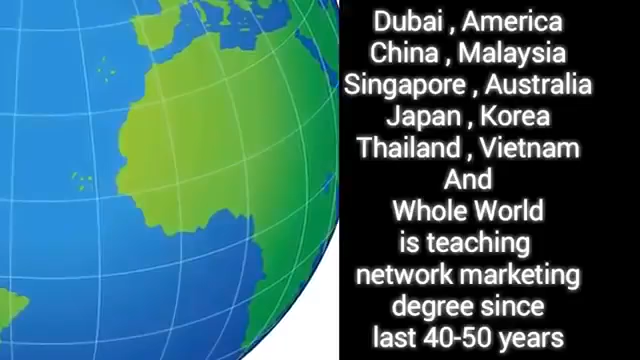 Dubai , America
China , Malaysia
Singapore , Australia
Japan , Korea
Thailand , Vietnam
And
Whole World
is teaching
network marketing
degree since
last 40-50 years